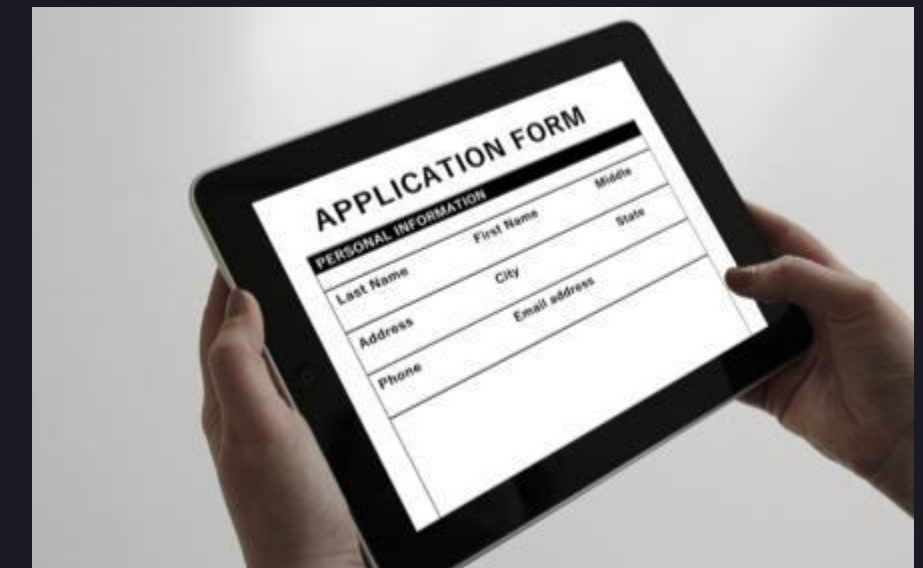 APPLICATION FORM
PERSONAL INFORMATION
Last Name First Name Middle
Address City State
Phone Email address